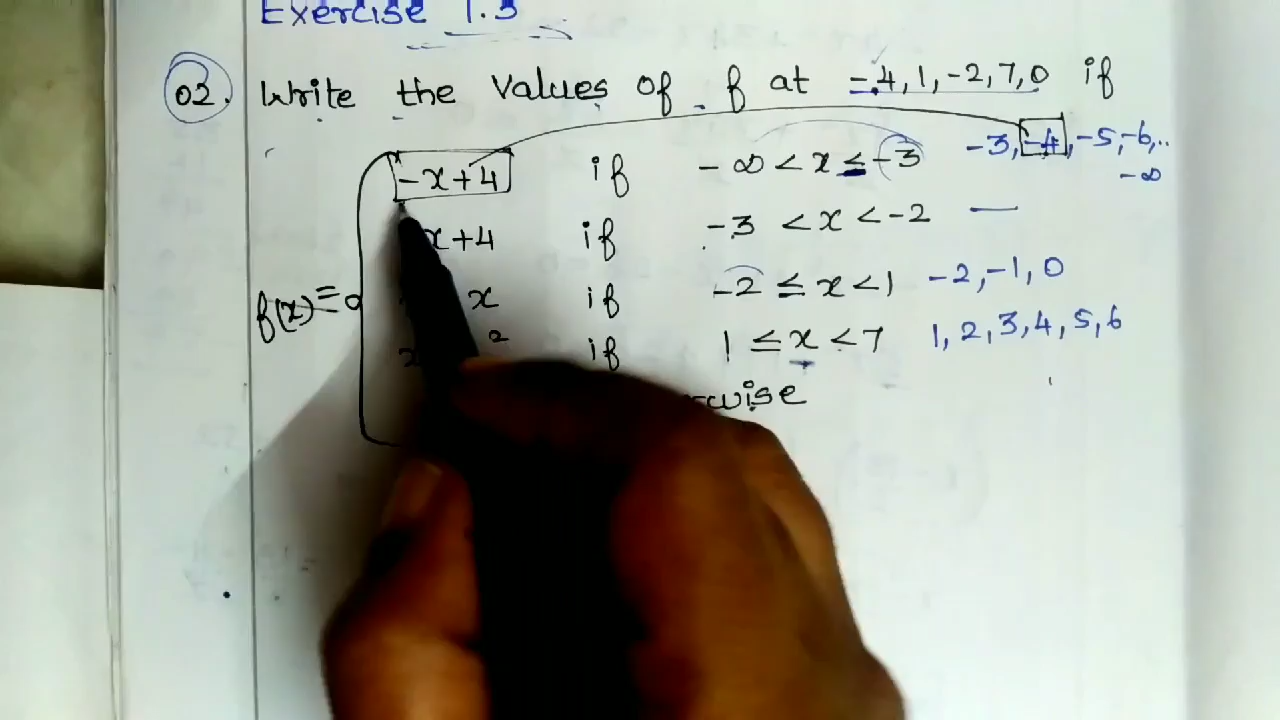 Exercise 1.3
02. Write the values of f at -4, 1, -2, 7, 0 if
-x+4 if -∞ < x ≤ -3 -3, -4, -5, -6, ..
-∞
x+4 if -3 < x < -2 —
f(x)= x if -2 ≤ x < 1 -2, -1, 0
x 2 if 1 ≤ x < 7 1, 2, 3, 4, 5, 6
wise